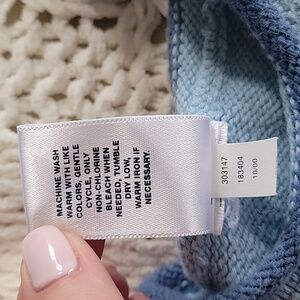 MACHINE WASH
WARM WITH LIKE
COLORS, GENTLE
CYCLE, ONLY
NON-CHLORINE
BLEACH WHEN
NEEDED, TUMBLE
DRY LOW,
WARM IRON IF
NECESSARY.
303147
183404
10/00